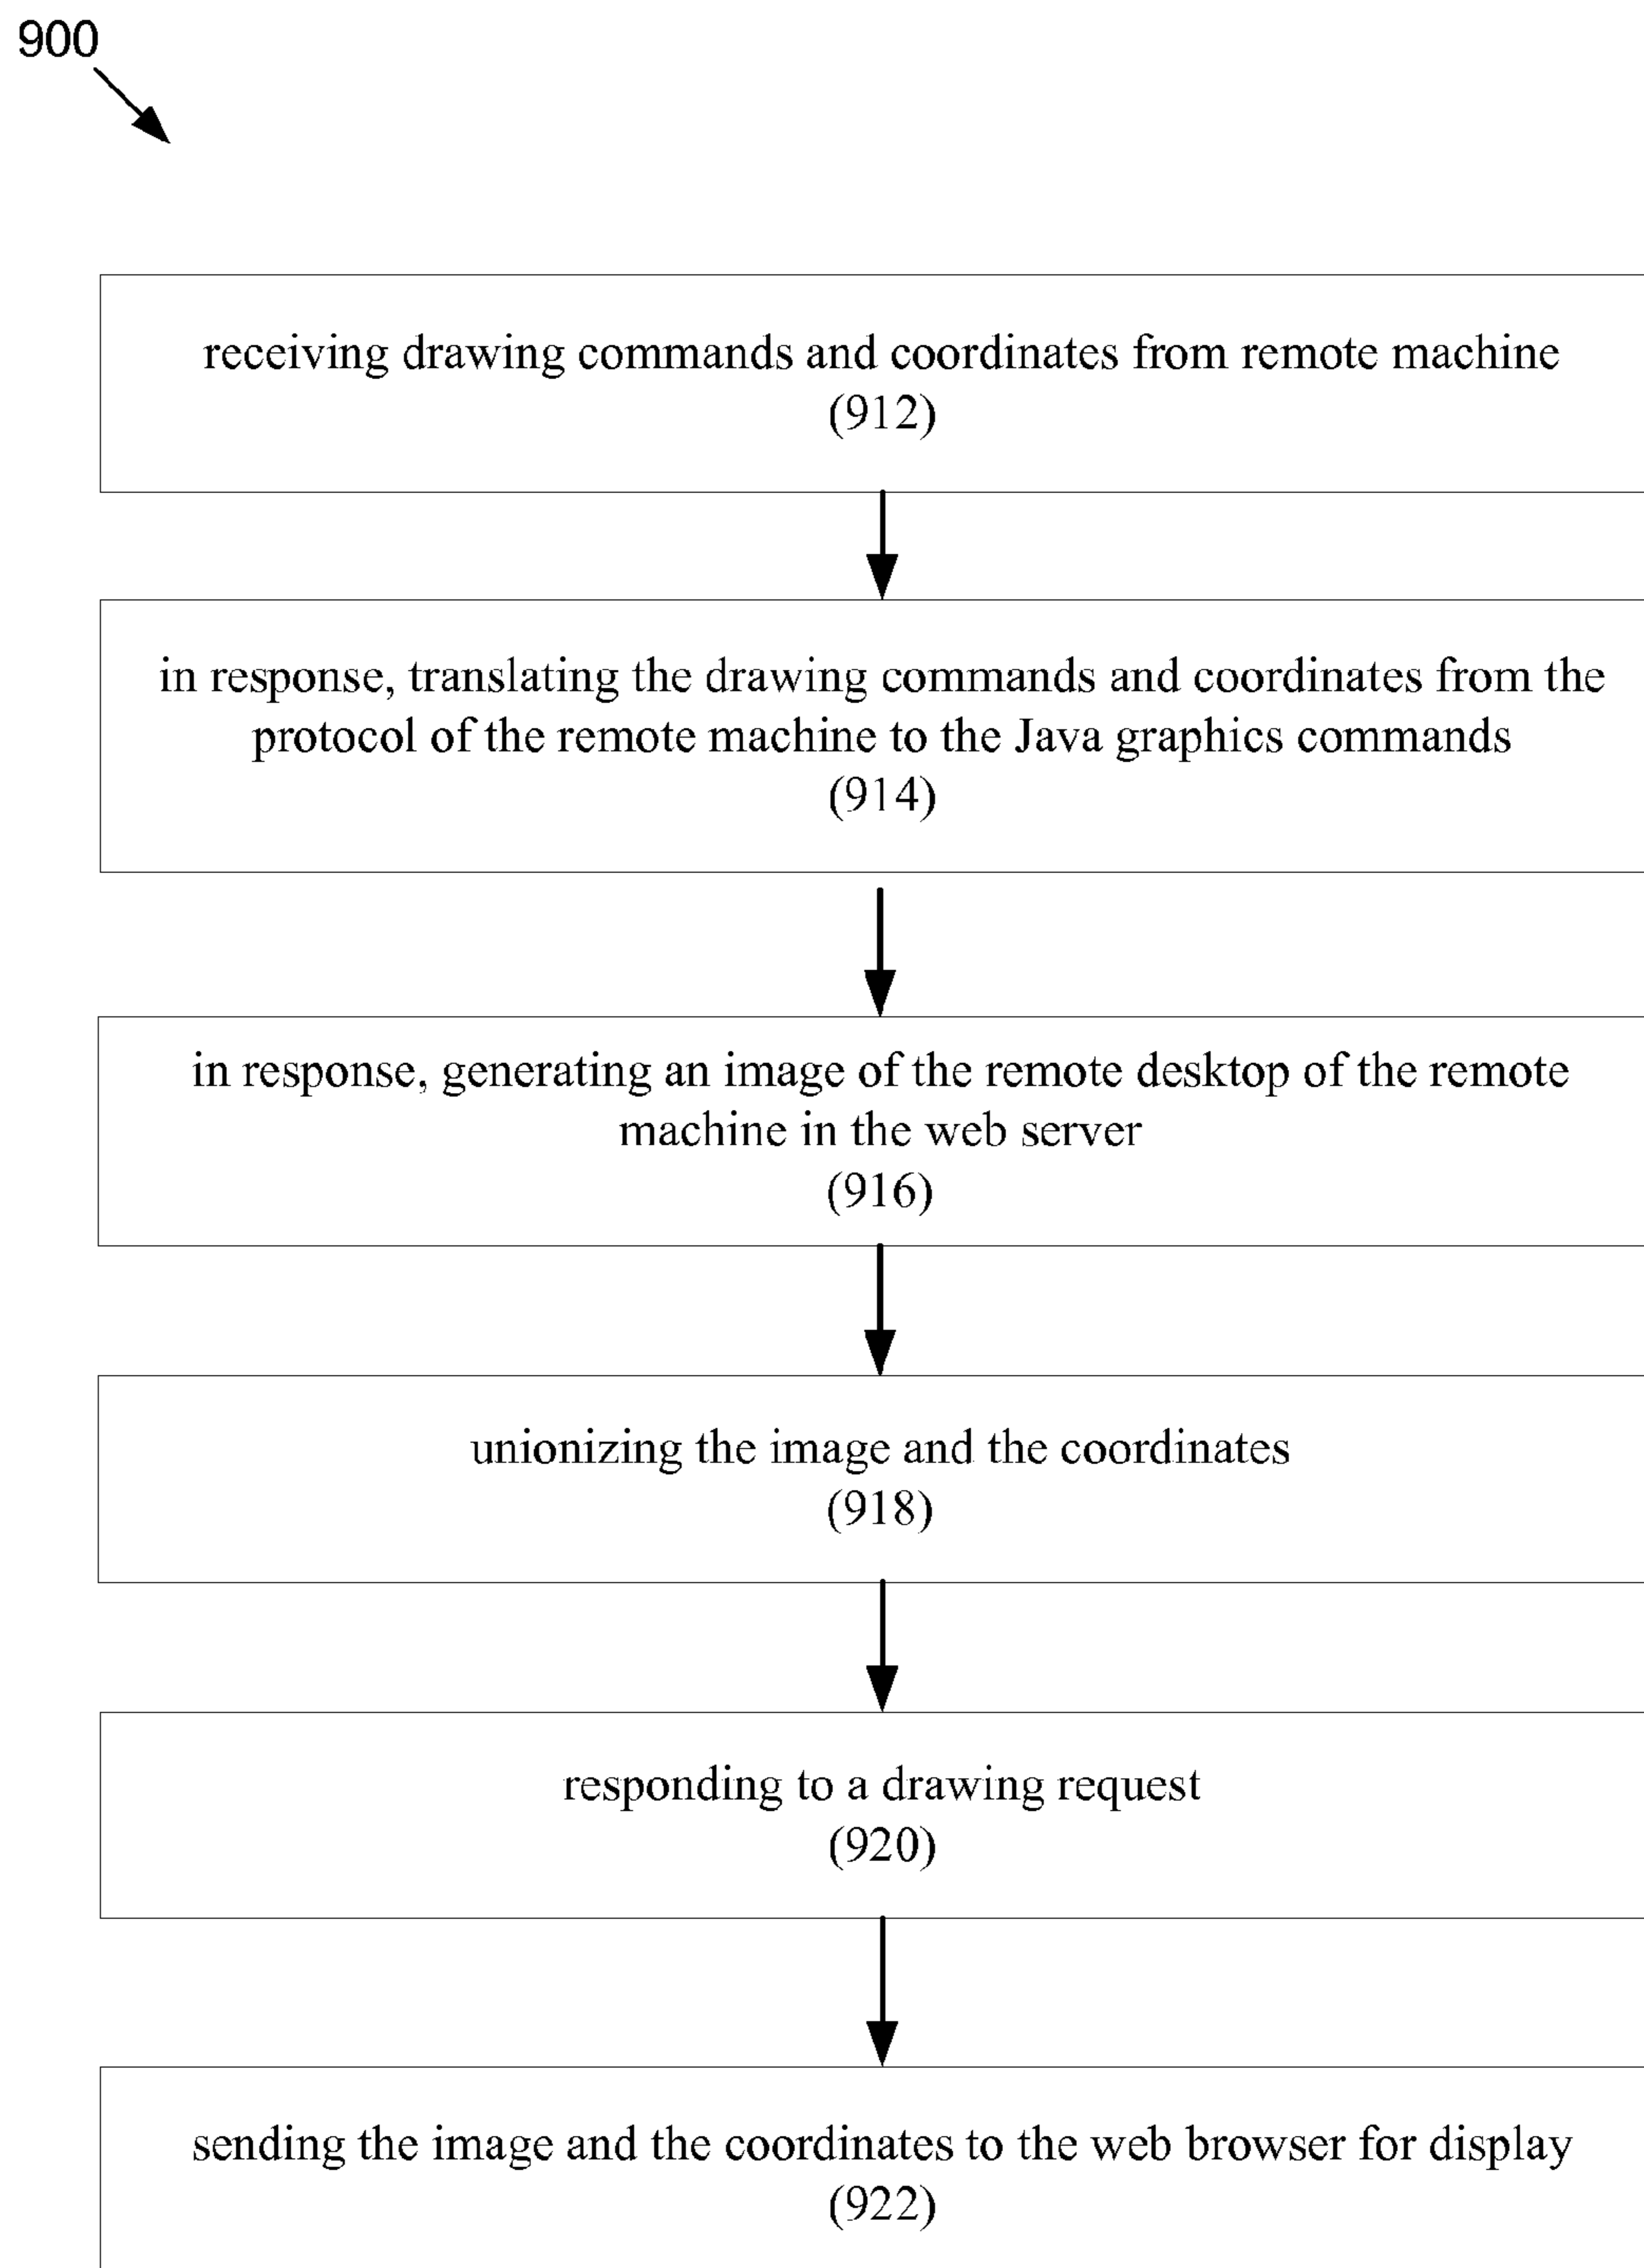 900
receiving drawing commands and coordinates from remote machine
(912)
in response, translating the drawing commands and coordinates from the
protocol of the remote machine to the Java graphics commands
(914)
in response, generating an image of the remote desktop of the remote
machine in the web server
(916)
unionizing the image and the coordinates
(918)
responding to a drawing request
(920)
sending the image and the coordinates to the web browser for display
(922)